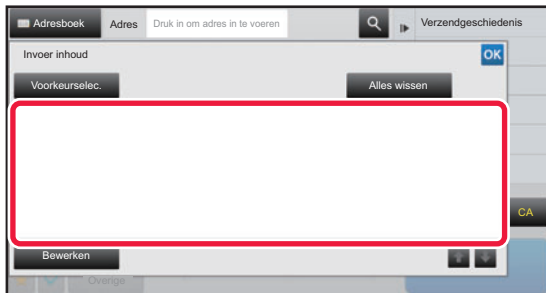 Adresboek Adres Druk in om adres in te voeren Verzendgeschiedenis
Invoer inhoud OK
Voorkeurselec. Alles wissen
CA
Bewerken
Overige